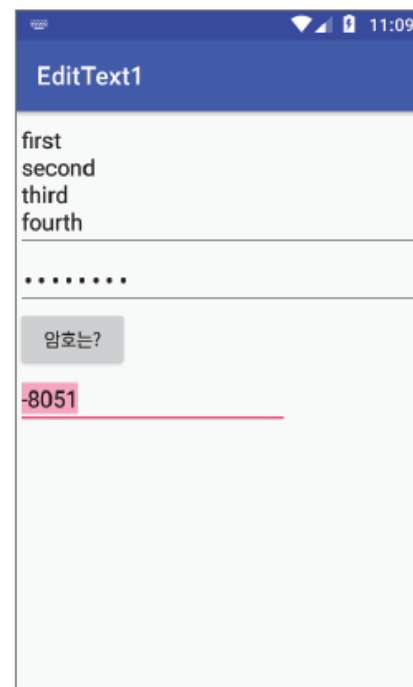 11:09
EditText1
first
second
third
fourth
••••••••
암호는?
-8051